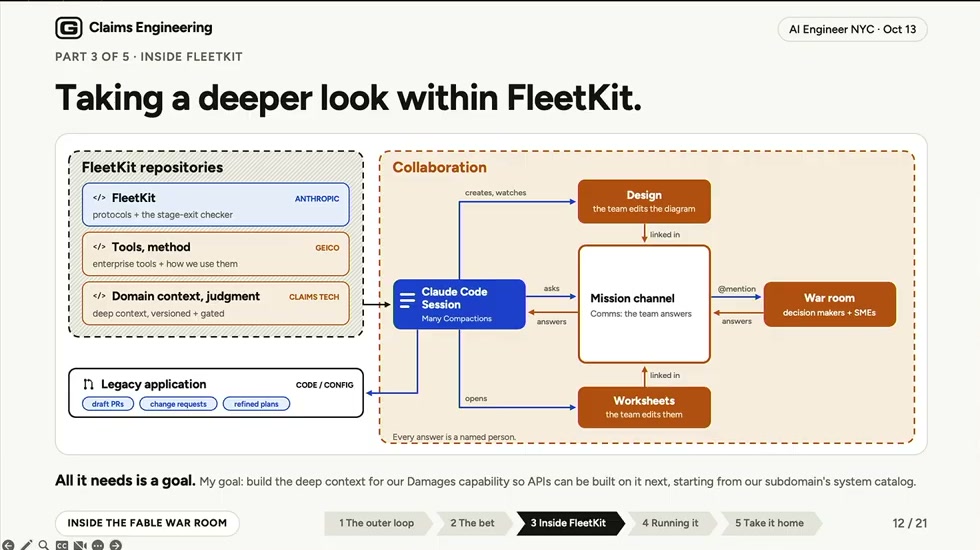 G Claims Engineering
AI Engineer NYC · Oct 13
PART 3 OF 5 · INSIDE FLEETKIT
Taking a deeper look within FleetKit.
FleetKit repositories
</> FleetKit
ANTHROPIC
protocols + the stage-exit checker
</> Tools, method
GEICO
enterprise tools + how we use them
</> Domain context, judgment
CLAIMS TECH
deep context, versioned + gated
Legacy application
CODE / CONFIG
draft PRs
change requests
refined plans
Collaboration
creates, watches
Design
the team edits the diagram
linked in
Claude Code
Session
Many Compactions
asks
answers
Mission channel
Comms: the team answers
@mention
answers
War room
decision makers + SMEs
linked in
opens
Worksheets
the team edits them
Every answer is a named person.
All it needs is a goal. My goal: build the deep context for our Damages capability so APIs can be built on it next, starting from our subdomain's system catalog.
INSIDE THE FABLE WAR ROOM
1 The outer loop
2 The bet
3 Inside FleetKit
4 Running it
5 Take it home
12 / 21
CC